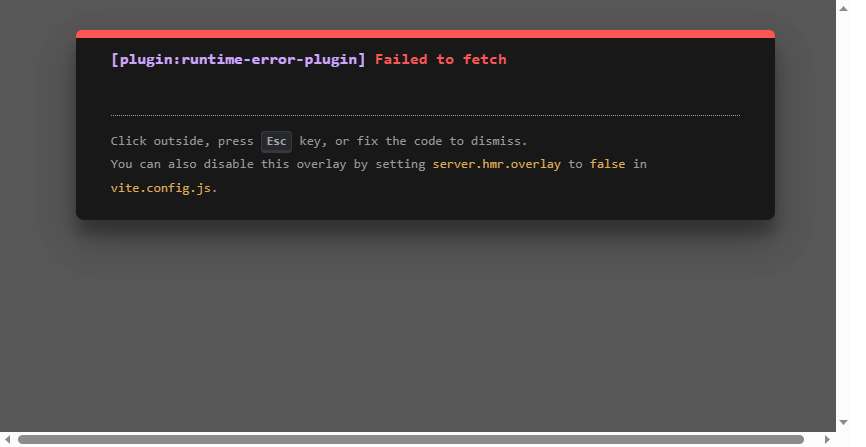 [plugin:runtime-error-plugin] Failed to fetch
Click outside, press Esc key, or fix the code to dismiss.
You can also disable this overlay by setting server.hmr.overlay to false in
vite.config.js.